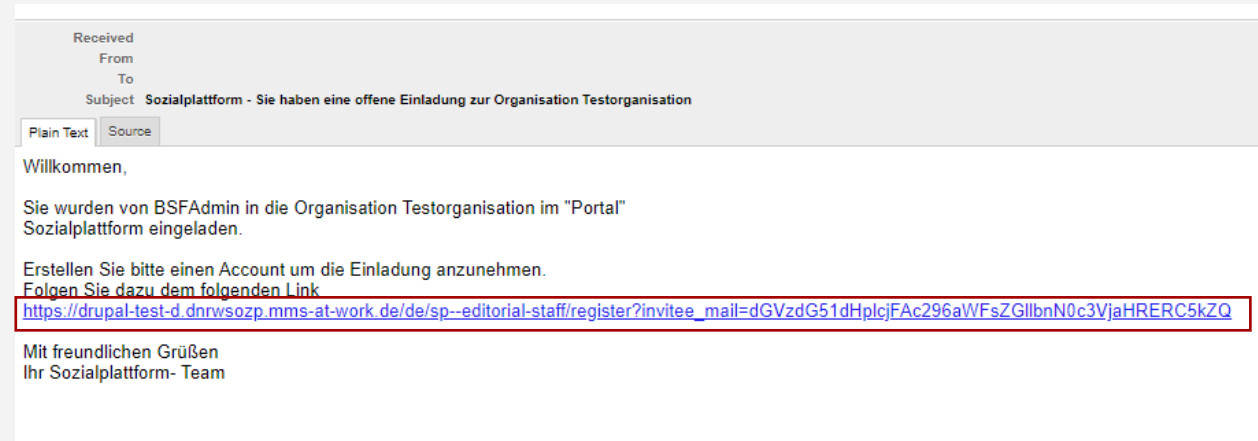 Received
From
To
Subject Sozialplattform - Sie haben eine offene Einladung zur Organisation Testorganisation
Plain Text Source
Willkommen,
Sie wurden von BSFAdmin in die Organisation Testorganisation im "Portal"
Sozialplattform eingeladen.
Erstellen Sie bitte einen Account um die Einladung anzunehmen.
Folgen Sie dazu dem folgenden Link
https://drupal-test-d.dnrwsozp.mms-at-work.de/de/sp--editorial-staff/register?invitee_mail=dGVzdG51dHplcjFAc296aWFsZGllbnN0c3VjaHRERC5kZQ
Mit freundlichen Grüßen
Ihr Sozialplattform- Team